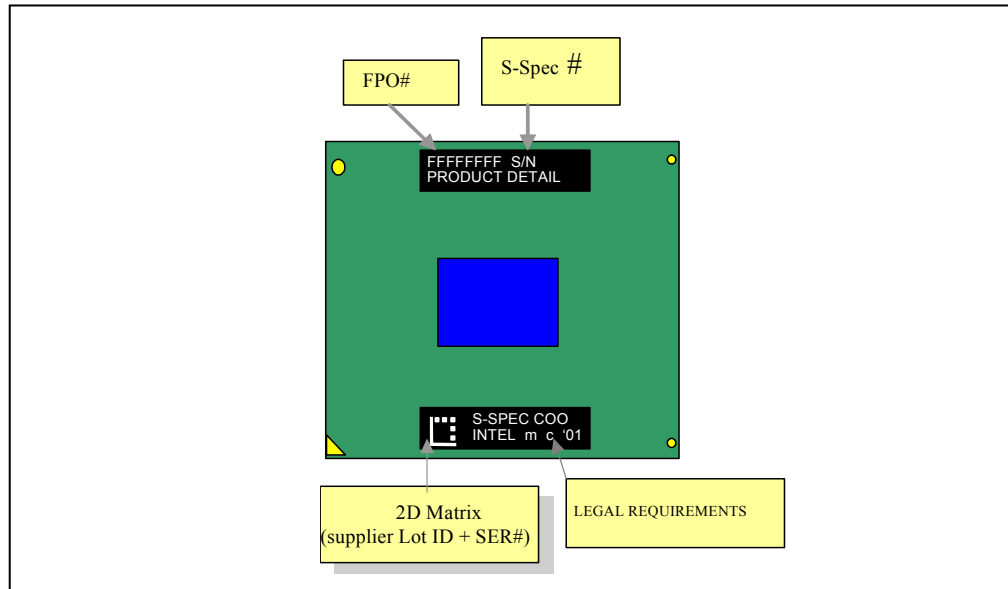 FPO#
S-Spec #
FFFFFFFF S/N
PRODUCT DETAIL
S-SPEC COO
INTEL m c ‘01
2D Matrix
(supplier Lot ID + SER#)
LEGAL REQUIREMENTS